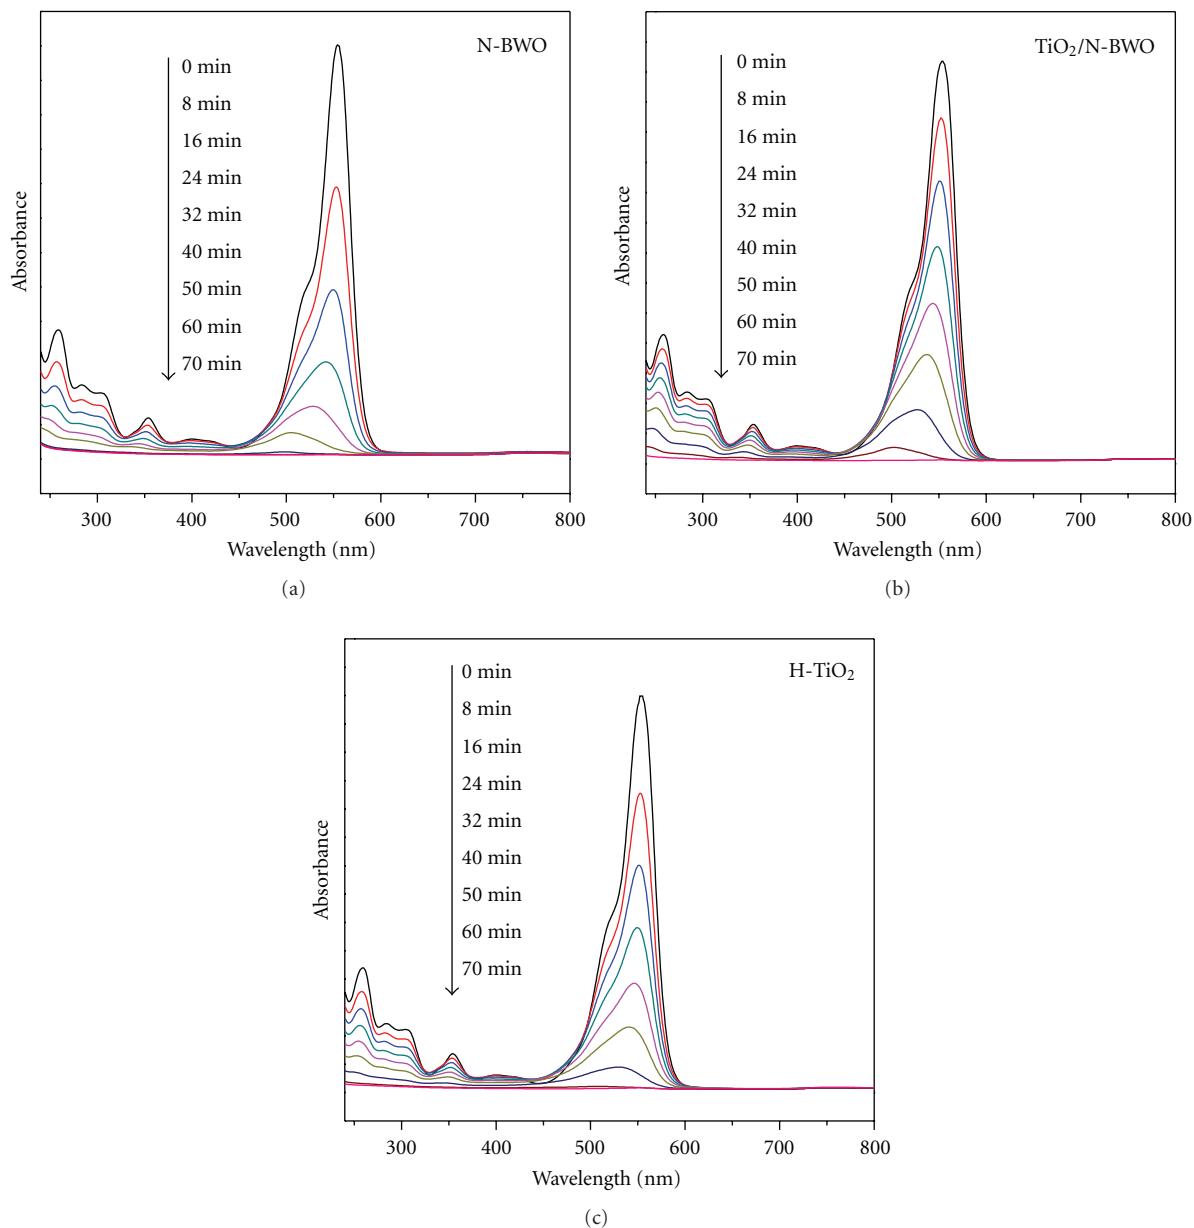 N-BWO
0 min
8 min
16 min
24 min
32 min
40 min
50 min
60 min
70 min
Absorbance
300 400 500 600 700 800
Wavelength (nm)
(a)
TiO2/N-BWO
0 min
8 min
16 min
24 min
32 min
40 min
50 min
60 min
70 min
Absorbance
300 400 500 600 700 800
Wavelength (nm)
(b)
H-TiO2
0 min
8 min
16 min
24 min
32 min
40 min
50 min
60 min
70 min
Absorbance
300 400 500 600 700 800
Wavelength (nm)
(c)